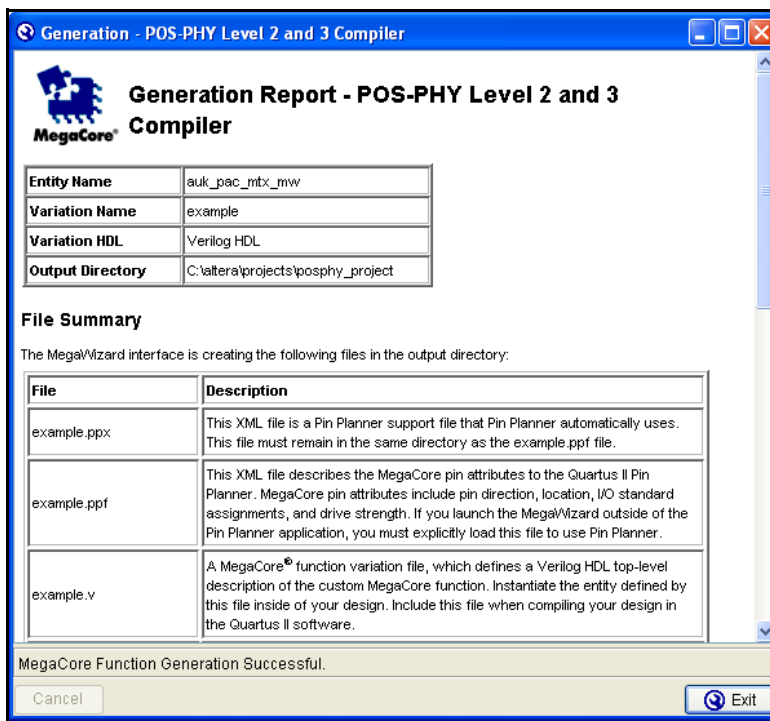 Generation - POS-PHY Level 2 and 3 Compiler
MegaCore®
Generation Report - POS-PHY Level 2 and 3
Compiler
Entity Name auk_pac_mtx_mw
Variation Name example
Variation HDL Verilog HDL
Output Directory C:\altera\projects\posphy_project
File Summary
The MegaWizard interface is creating the following files in the output directory:
File Description
example.ppx
This XML file is a Pin Planner support file that Pin Planner automatically uses.
This file must remain in the same directory as the example.ppf file.
example.ppf
This XML file describes the MegaCore pin attributes to the Quartus II Pin
Planner. MegaCore pin attributes include pin direction, location, I/O standard
assignments, and drive strength. If you launch the MegaWizard outside of the
Pin Planner application, you must explicitly load this file to use Pin Planner.
example.v
A MegaCore® function variation file, which defines a Verilog HDL top-level
description of the custom MegaCore function. Instantiate the entity defined by
this file inside of your design. Include this file when compiling your design in
the Quartus II software.
MegaCore Function Generation Successful.
Cancel
Exit